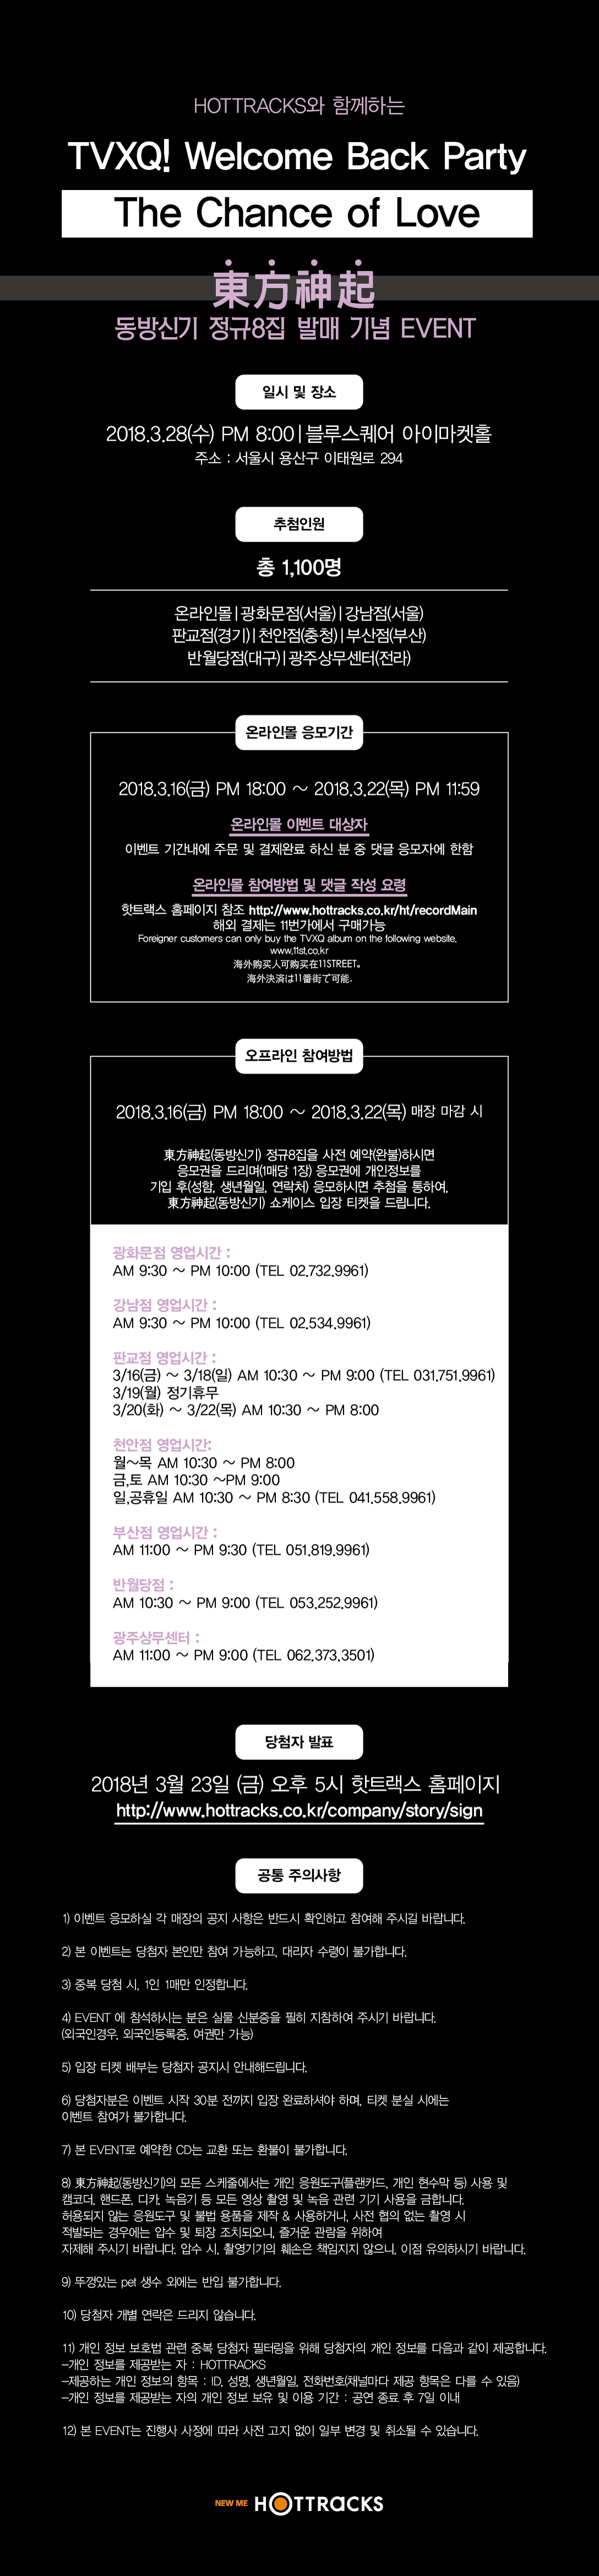 HOTTRACKS와 함께하는
TVXQ! Welcome Back Party
The Chance of Love
東方神起
동방신기 정규8집 발매 기념 EVENT
일시 및 장소
2018.3.28(수) PM 8:00 | 블루스퀘어 아이마켓홀
주소 : 서울시 용산구 이태원로 294
추첨인원
총 1,100명
온라인몰 | 광화문점(서울) | 강남점(서울)
판교점(경기) | 천안점(충청) | 부산점(부산)
반월당점(대구) | 광주상무센터(전라)
온라인몰 응모기간
2018.3.16(금) PM 18:00 ~ 2018.3.22(목) PM 11:59
온라인몰 이벤트 대상자
이벤트 기간내에 주문 및 결제완료 하신 분 중 댓글 응모자에 한함
온라인몰 참여방법 및 댓글 작성 요령
핫트랙스 홈페이지 참조 http://www.hottracks.co.kr/ht/recordMain
해외 결제는 11번가에서 구매가능
Foreigner customers can only buy the TVXQ album on the following website.
www.11st.co.kr
海外购买人可购买在11STREET。
海外決済は11番街で可能.
오프라인 참여방법
2018.3.16(금) PM 18:00 ~ 2018.3.22(목) 매장 마감 시
東方神起(동방신기) 정규8집을 사전 예약(완불)하시면
응모권을 드리며(1매당 1장) 응모권에 개인정보를
기입 후(성함, 생년월일, 연락처) 응모하시면 추첨을 통하여,
東方神起(동방신기) 쇼케이스 입장 티켓을 드립니다.
광화문점 영업시간 :
AM 9:30 ~ PM 10:00 (TEL 02.732.9961)
강남점 영업시간 :
AM 9:30 ~ PM 10:00 (TEL 02.534.9961)
판교점 영업시간 :
3/16(금) ~ 3/18(일) AM 10:30 ~ PM 9:00 (TEL 031.751.9961)
3/19(월) 정기휴무
3/20(화) ~ 3/22(목) AM 10:30 ~ PM 8:00
천안점 영업시간:
월~목 AM 10:30 ~ PM 8:00
금,토 AM 10:30 ~PM 9:00
일,공휴일 AM 10:30 ~ PM 8:30 (TEL 041.558.9961)
부산점 영업시간 :
AM 11:00 ~ PM 9:30 (TEL 051.819.9961)
반월당점 :
AM 10:30 ~ PM 9:00 (TEL 053.252.9961)
광주상무센터 :
AM 11:00 ~ PM 9:00 (TEL 062.373.3501)
당첨자 발표
2018년 3월 23일 (금) 오후 5시 핫트랙스 홈페이지
http://www.hottracks.co.kr/company/story/sign
공통 주의사항
1) 이벤트 응모하실 각 매장의 공지 사항은 반드시 확인하고 참여해 주시길 바랍니다.
2) 본 이벤트는 당첨자 본인만 참여 가능하고, 대리자 수령이 불가합니다.
3) 중복 당첨 시, 1인 1매만 인정합니다.
4) EVENT 에 참석하시는 분은 실물 신분증을 필히 지참하여 주시기 바랍니다.
(외국인경우, 외국인등록증, 여권만 가능)
5) 입장 티켓 배부는 당첨자 공지시 안내해드립니다.
6) 당첨자분은 이벤트 시작 30분 전까지 입장 완료하셔야 하며, 티켓 분실 시에는
이벤트 참여가 불가합니다.
7) 본 EVENT로 예약한 CD는 교환 또는 환불이 불가합니다.
8) 東方神起(동방신기)의 모든 스케줄에서는 개인 응원도구(플랜카드, 개인 현수막 등) 사용 및
캠코더, 핸드폰, 디카, 녹음기 등 모든 영상 촬영 및 녹음 관련 기기 사용을 금합니다.
허용되지 않는 응원도구 및 불법 용품을 제작 & 사용하거나, 사전 협의 없는 촬영 시
적발되는 경우에는 압수 및 퇴장 조치되오니, 즐거운 관람을 위하여
자제해 주시기 바랍니다. 압수 시, 촬영기기의 훼손은 책임지지 않으니, 이점 유의하시기 바랍니다.
9) 뚜껑있는 pet 생수 외에는 반입 불가합니다.
10) 당첨자 개별 연락은 드리지 않습니다.
11) 개인 정보 보호법 관련 중복 당첨자 필터링을 위해 당첨자의 개인 정보를 다음과 같이 제공합니다.
-개인 정보를 제공받는 자 : HOTTRACKS
-제공하는 개인 정보의 항목 : ID, 성명, 생년월일, 전화번호(채널마다 제공 항목은 다를 수 있음)
-개인 정보를 제공받는 자의 개인 정보 보유 및 이용 기간 : 공연 종료 후 7일 이내
12) 본 EVENT는 진행사 사정에 따라 사전 고지 없이 일부 변경 및 취소될 수 있습니다.
NEW ME HOTTRACKS